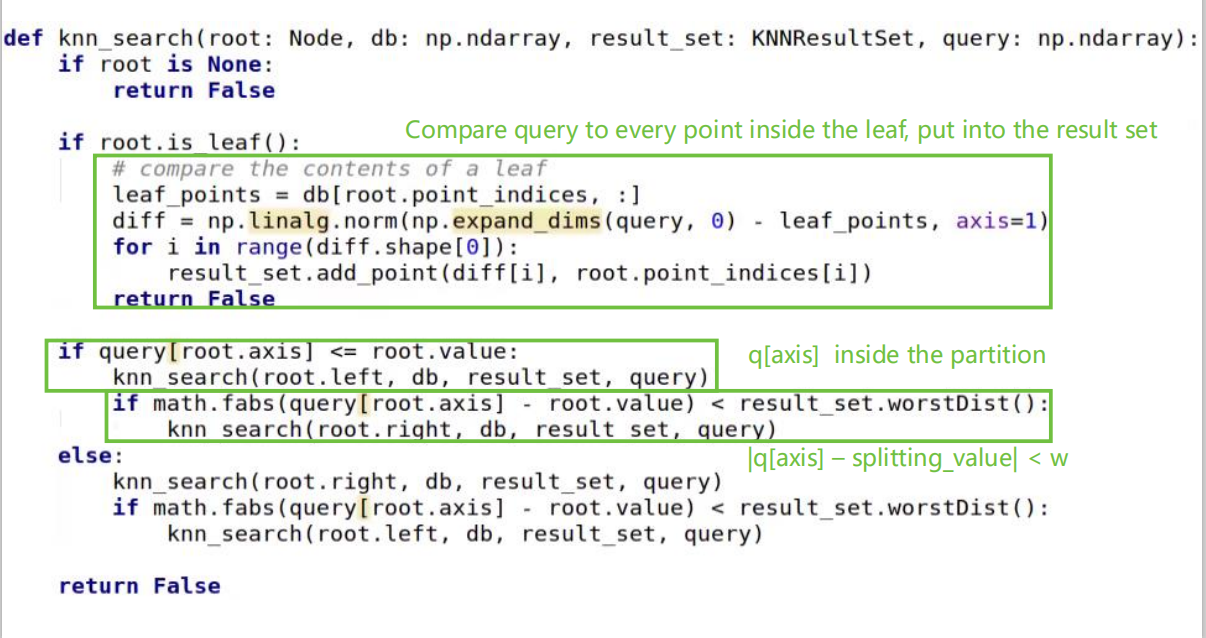 def knn_search(root: Node, db: np.ndarray, result_set: KNNResultSet, query: np.ndarray):
    if root is None:
        return False
Compare query to every point inside the leaf, put into the result set
    if root.is_leaf():
        # compare the contents of a leaf
        leaf_points = db[root.point_indices, :]
        diff = np.linalg.norm(np.expand_dims(query, 0) - leaf_points, axis=1)
        for i in range(diff.shape[0]):
            result_set.add_point(diff[i], root.point_indices[i])
        return False
    if query[root.axis] <= root.value:
q[axis] inside the partition
        knn_search(root.left, db, result_set, query)
        if math.fabs(query[root.axis] - root.value) < result_set.worstDist():
            knn_search(root.right, db, result_set, query)
    else:
|q[axis] – splitting_value| < w
        knn_search(root.right, db, result_set, query)
        if math.fabs(query[root.axis] - root.value) < result_set.worstDist():
            knn_search(root.left, db, result_set, query)
    return False